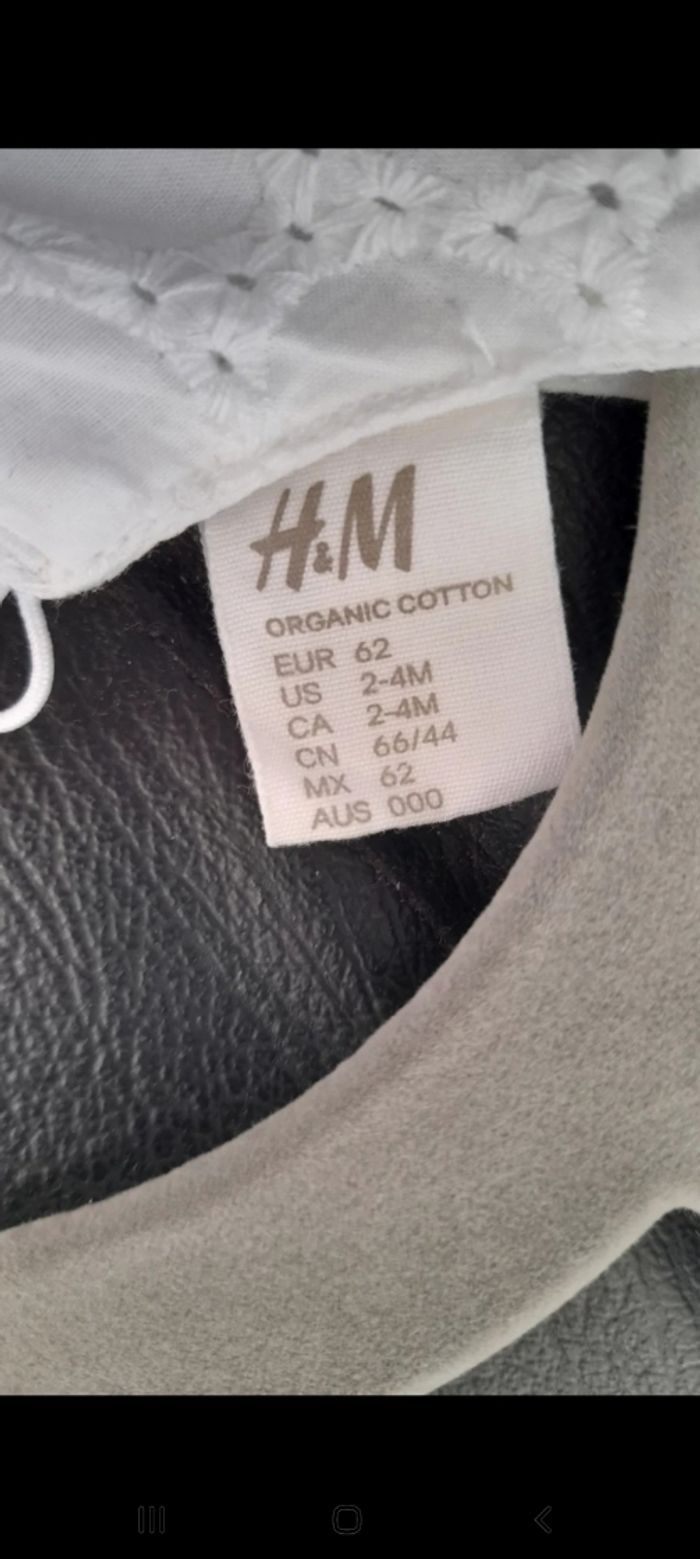 H&M
ORGANIC COTTON
EUR 62
US 2-4M
CA 2-4M
CN 66/44
MX 62
AUS 000